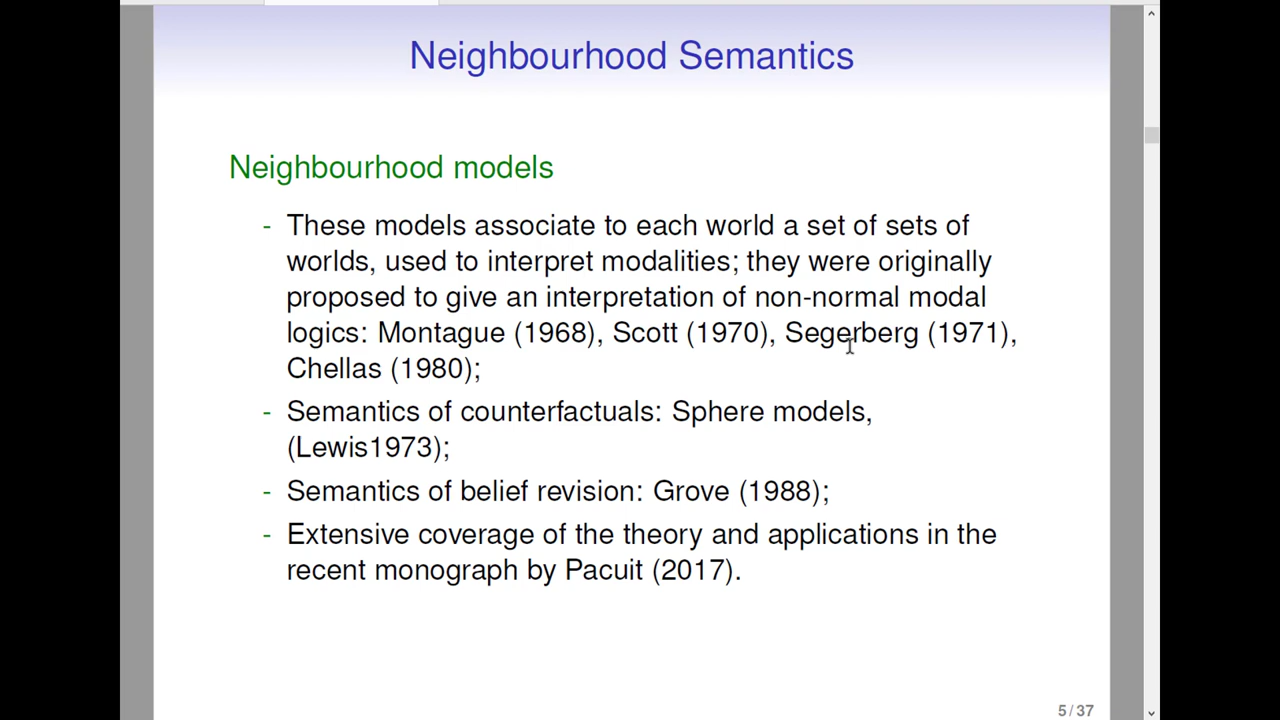 Neighbourhood Semantics
Neighbourhood models
- These models associate to each world a set of sets of
worlds, used to interpret modalities; they were originally
proposed to give an interpretation of non-normal modal
logics: Montague (1968), Scott (1970), Segerberg (1971),
Chellas (1980);
- Semantics of counterfactuals: Sphere models,
(Lewis1973);
- Semantics of belief revision: Grove (1988);
- Extensive coverage of the theory and applications in the
recent monograph by Pacuit (2017).
5 / 37